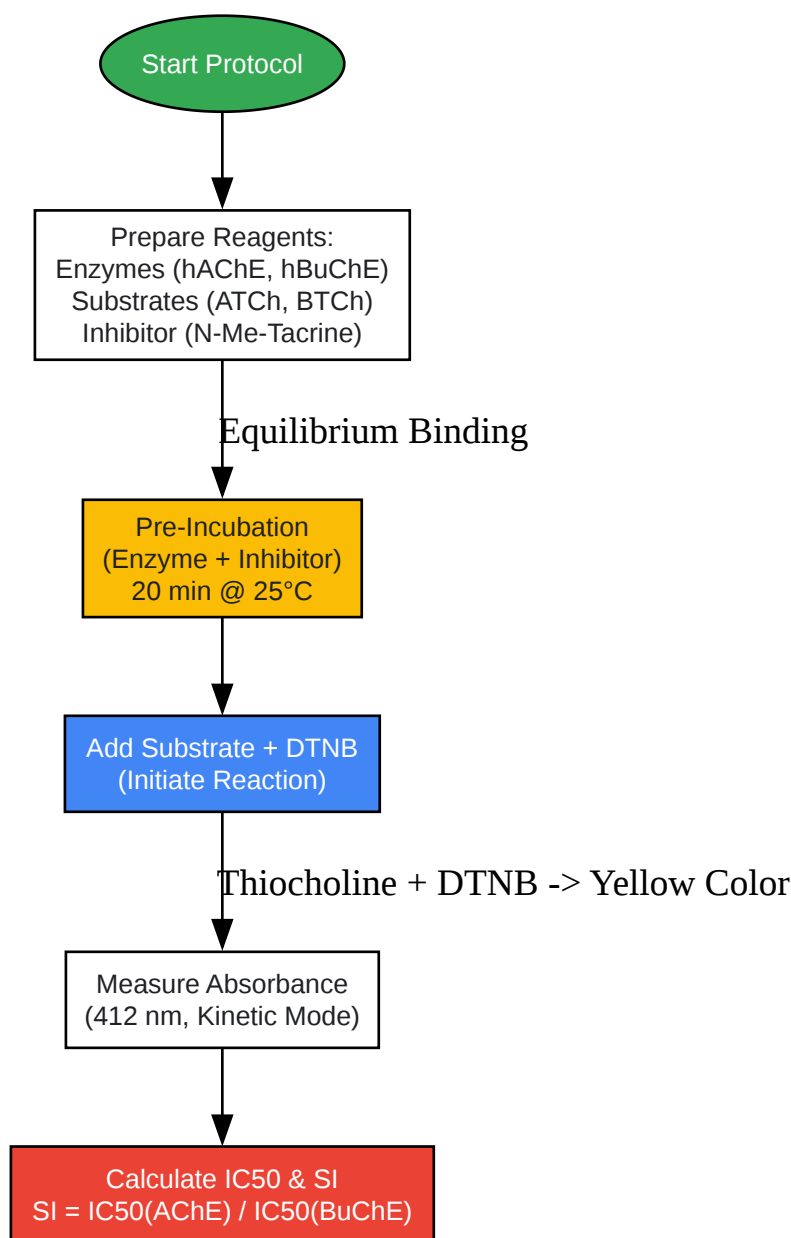 Start Protocol
Prepare Reagents:
Enzymes (hAChE, hBuChE)
Substrates (ATCh, BTCh)
Inhibitor (N-Me-Tacrine)
Equilibrium Binding
Pre-Incubation
(Enzyme + Inhibitor)
20 min @ 25°C
Add Substrate + DTNB
(Initiate Reaction)
Thiocholine + DTNB -> Yellow Color
Measure Absorbance
(412 nm, Kinetic Mode)
Calculate IC50 & SI
SI = IC50(AChE) / IC50(BuChE)